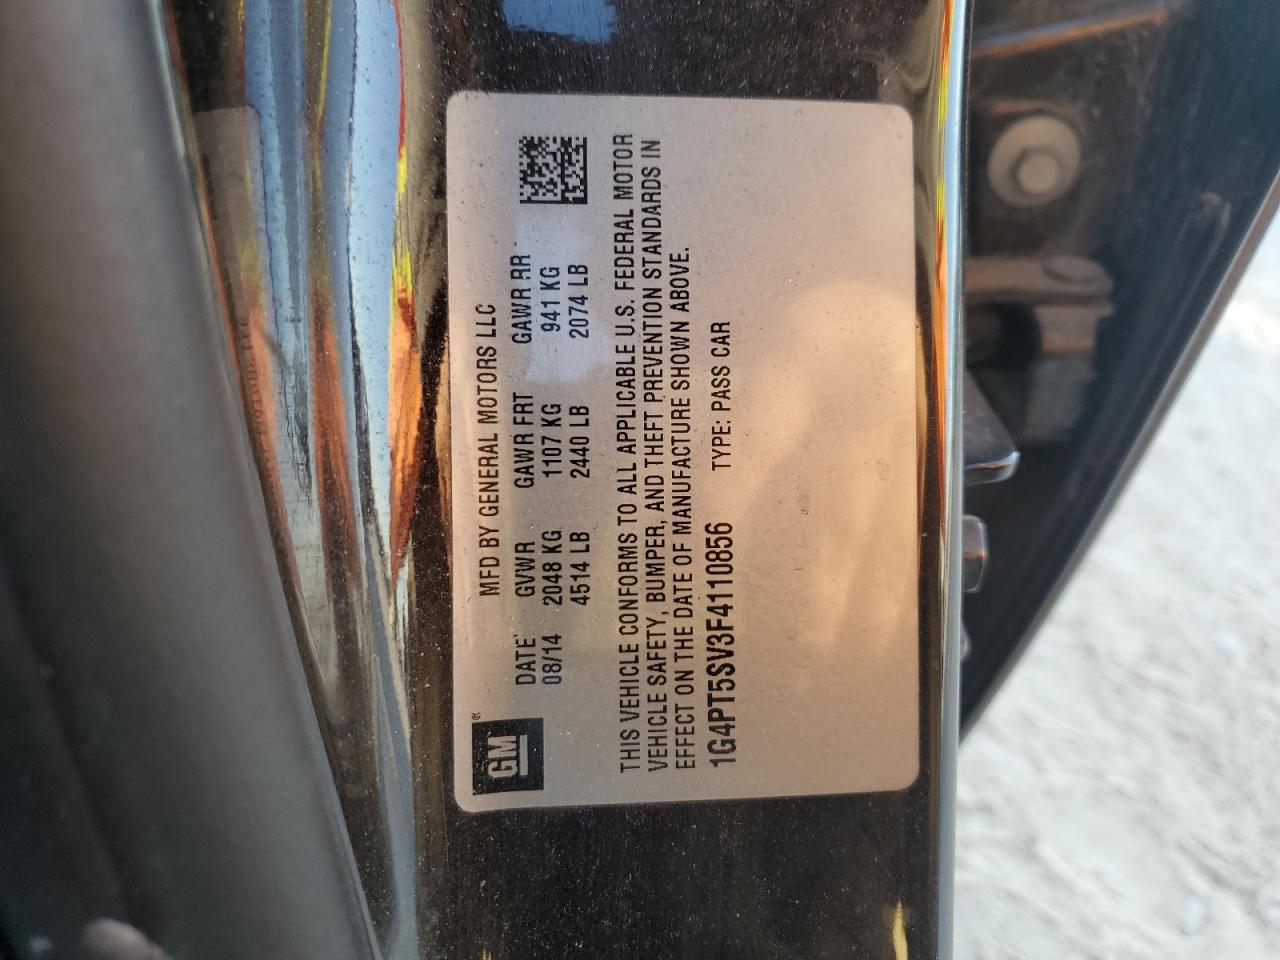 GM®
MFD BY GENERAL MOTORS LLC
DATE GVWR GAWR FRT GAWR RR
08/14 2048 KG 1107 KG 941 KG
4514 LB 2440 LB 2074 LB
THIS VEHICLE CONFORMS TO ALL APPLICABLE U.S. FEDERAL MOTOR
VEHICLE SAFETY, BUMPER, AND THEFT PREVENTION STANDARDS IN
EFFECT ON THE DATE OF MANUFACTURE SHOWN ABOVE.
1G4PT5SV3F4110856 TYPE: PASS CAR